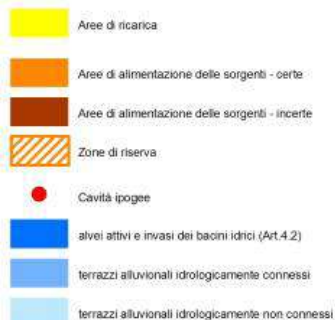 Aree di ricarica
Aree di alimentazione delle sorgenti - certe
Aree di alimentazione delle sorgenti - incerte
Zone di riserva
Cavità ipogee
alvei attivi e invasi dei bacini idrici (Art.4.2)
terrazzi alluvionali idrologicamente connessi
terrazzi alluvionali idrologicamente non connessi